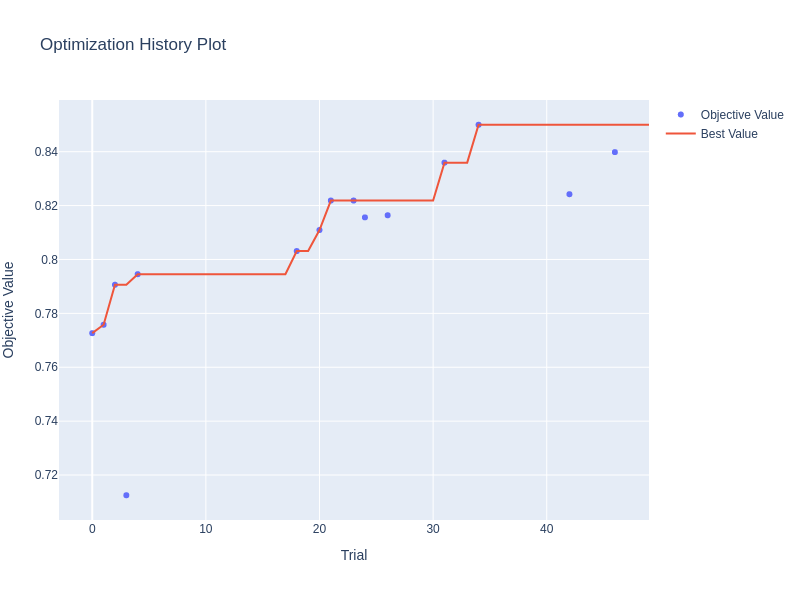 Optimization History Plot
Objective Value
Best Value
0.84
0.82
0.8
0.78
0.76
0.74
0.72
Objective Value
0 10 20 30 40
Trial